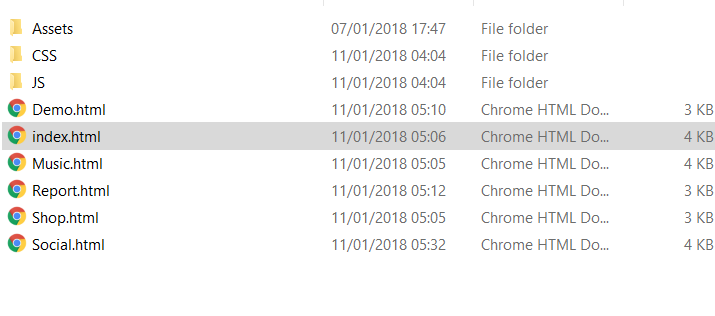 Assets 07/01/2018 17:47 File folder
CSS 11/01/2018 04:04 File folder
JS 11/01/2018 04:04 File folder
Demo.html 11/01/2018 05:10 Chrome HTML Do... 3 KB
index.html 11/01/2018 05:06 Chrome HTML Do... 4 KB
Music.html 11/01/2018 05:05 Chrome HTML Do... 4 KB
Report.html 11/01/2018 05:12 Chrome HTML Do... 3 KB
Shop.html 11/01/2018 05:05 Chrome HTML Do... 3 KB
Social.html 11/01/2018 05:32 Chrome HTML Do... 4 KB